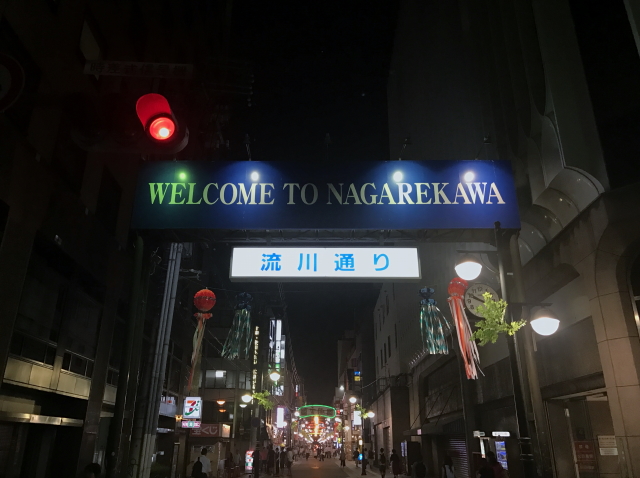 WELCOME TO NAGAREKAWA
流川通り